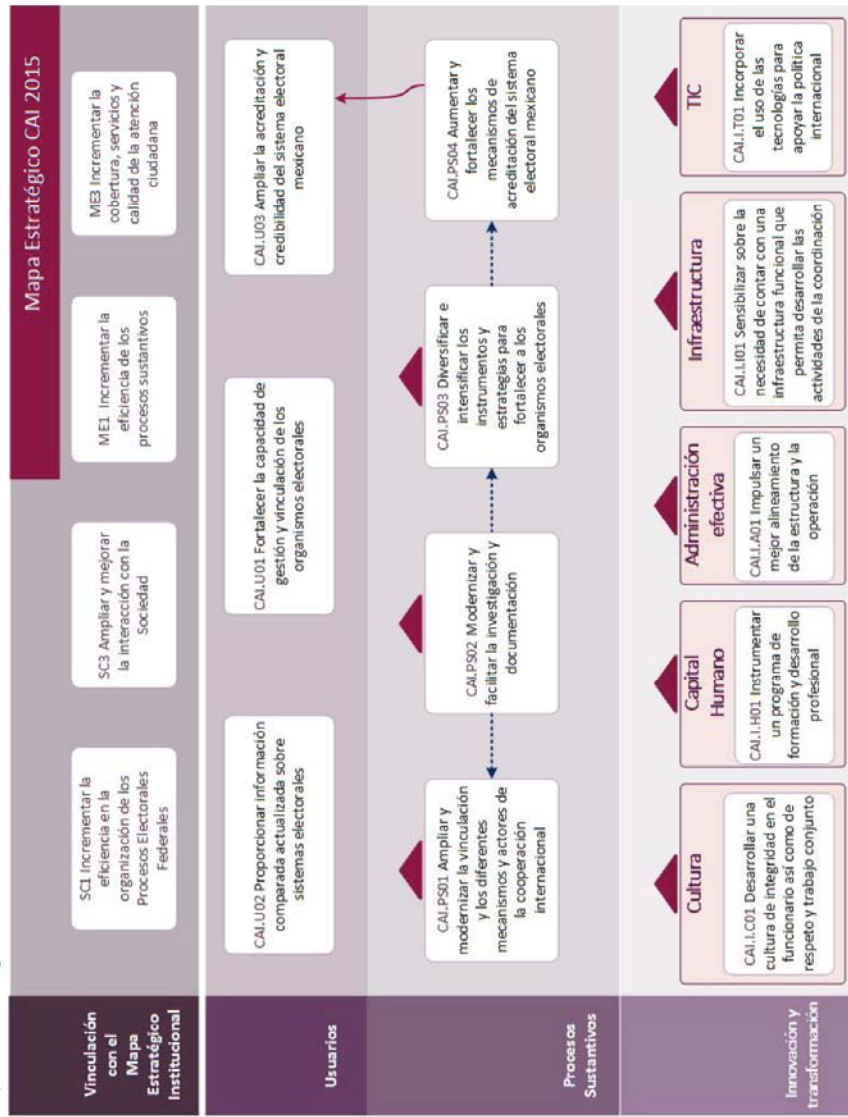 Mapa Estratégico CAI 2015
Vinculación
con el
Mapa
Estratégico
Institucional
SC1 Incrementar la
eficiencia en la
organización de los
Procesos Electorales
Federales
SC3 Ampliar y mejorar
la interacción con la
Sociedad
ME1 Incrementar la
eficiencia de los
procesos sustantivos
ME3 Incrementar la
cobertura, servicios y
calidad de la atención
ciudadana
Usuarios
CAI.U02 Proporcionar información
comparada actualizada sobre
sistemas electorales
CAI.U01 Fortalecer la capacidad de
gestión y vinculación de los
organismos electorales
CAI.U03 Ampliar la acreditación y
credibilidad del sistema electoral
mexicano
Procesos
Sustantivos
CAI.PS01 Ampliar y
modernizar la vinculación
y los diferentes
mecanismos y actores de
la cooperación
internacional
CAI.PS02 Modernizar y
facilitar la investigación y
documentación
CAI.PS03 Diversificar e
intensificar los
instrumentos y
estrategias para
fortalecer a los
organismos electorales
CAI.PS04 Aumentar y
fortalecer los
mecanismos de
acreditación del sistema
electoral mexicano
Innovación y
transformación
Cultura
CAI.I.C01 Desarrollar una
cultura de integridad en el
funcionario así como de
respeto y trabajo conjunto
Capital
Humano
CAI.I.H01 Instrumentar
un programa de
formación y desarrollo
profesional
Administración
efectiva
CAI.I.A01 Impulsar un
mejor alineamiento
de la estructura y la
operación
Infraestructura
CAI.I.I01 Sensibilizar sobre la
necesidad de contar con una
infraestructura funcional que
permita desarrollar las
actividades de la coordinación
TIC
CAI.I.T01 Incorporar
el uso de las
tecnologías para
apoyar la política
internacional